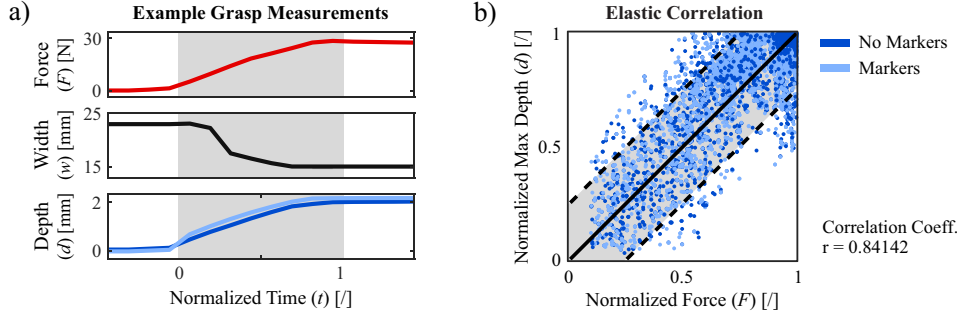 a)
Example Grasp Measurements
Force
(F) [N]
30
0
Width
(w) [mm]
25
15
Depth
(d) [mm]
2
0
0
1
Normalized Time (t) [/]
b)
Elastic Correlation
Normalized Max Depth (d) [/]
1
0.5
0
0
0.5
1
Normalized Force (F) [/]
No Markers
Markers
Correlation Coeff.
r = 0.84142